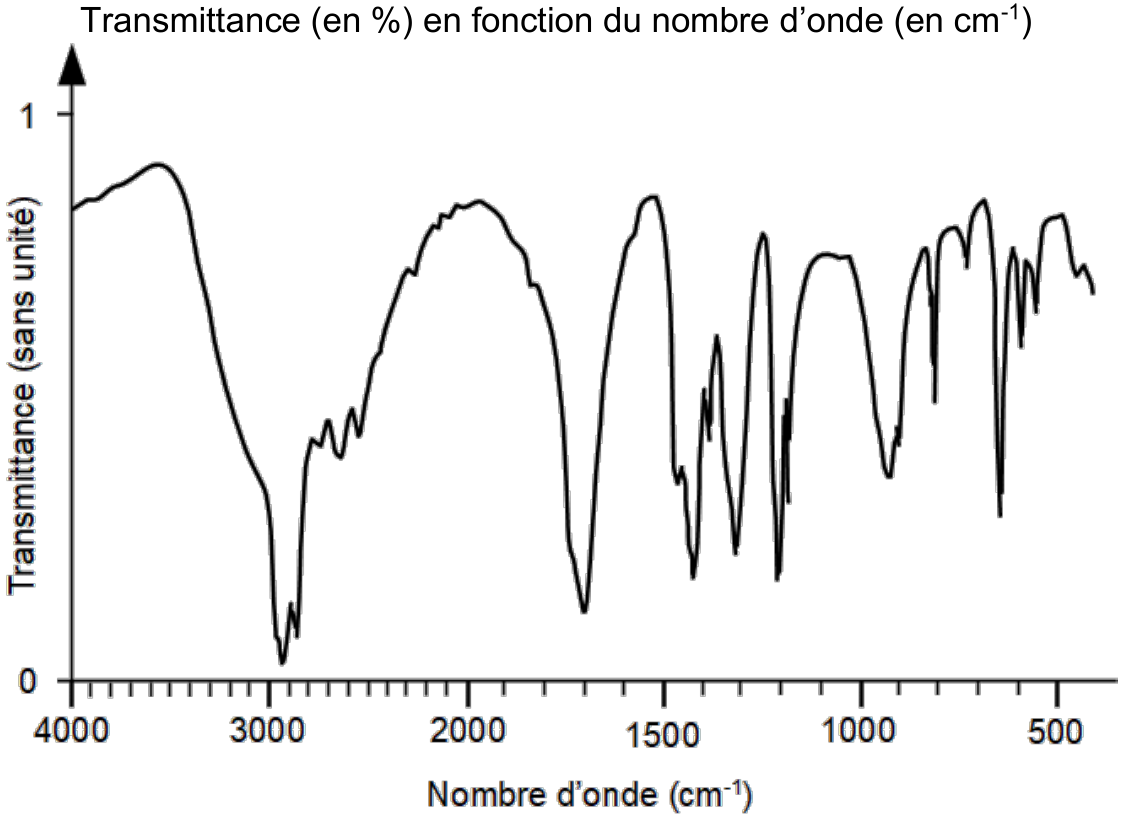 Transmittance (en %) en fonction du nombre d’onde (en cm-1)
1
Transmittance (sans unité)
0
4000 3000 2000 1500 1000 500
Nombre d’onde (cm-1)